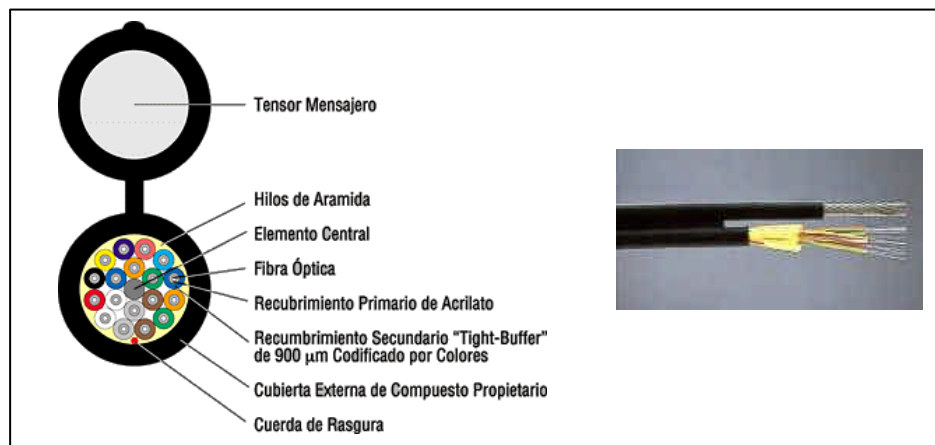 Tensor Mensajero
Hilos de Aramida
Elemento Central
Fibra Óptica
Recubrimiento Primario de Acrilato
Recumbrimiento Secundario "Tight-Buffer"
de 900 μm Codificado por Colores
Cubierta Externa de Compuesto Propietario
Cuerda de Rasgura